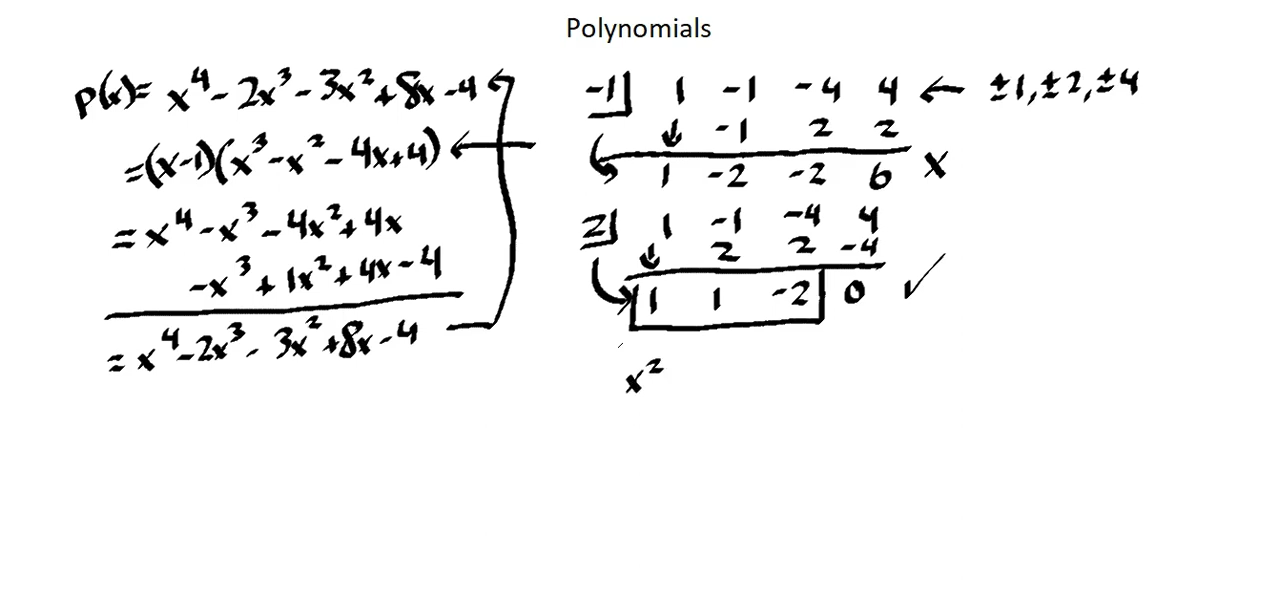 Polynomials
P(x)= x⁴ - 2x³ - 3x² + 8x - 4
=(x-1)(x³ - x² - 4x + 4)
= x⁴ - x³ - 4x² + 4x
-x³ + 1x² + 4x - 4
= x⁴ - 2x³ - 3x² + 8x - 4
-1| 1 -1 -4 4 ← ±1, ±2, ±4
↓ -1 2 2
1 -2 -2 6 x
2| 1 -1 -4 4
↓ 2 2 -4
1 1 -2 0 ✓
x²